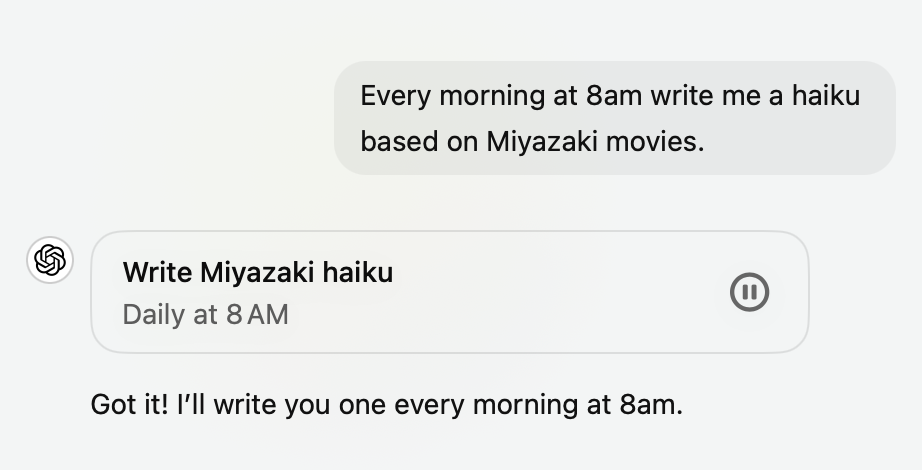 Every morning at 8am write me a haiku
based on Miyazaki movies.
Write Miyazaki haiku
Daily at 8 AM
Got it! I’ll write you one every morning at 8am.